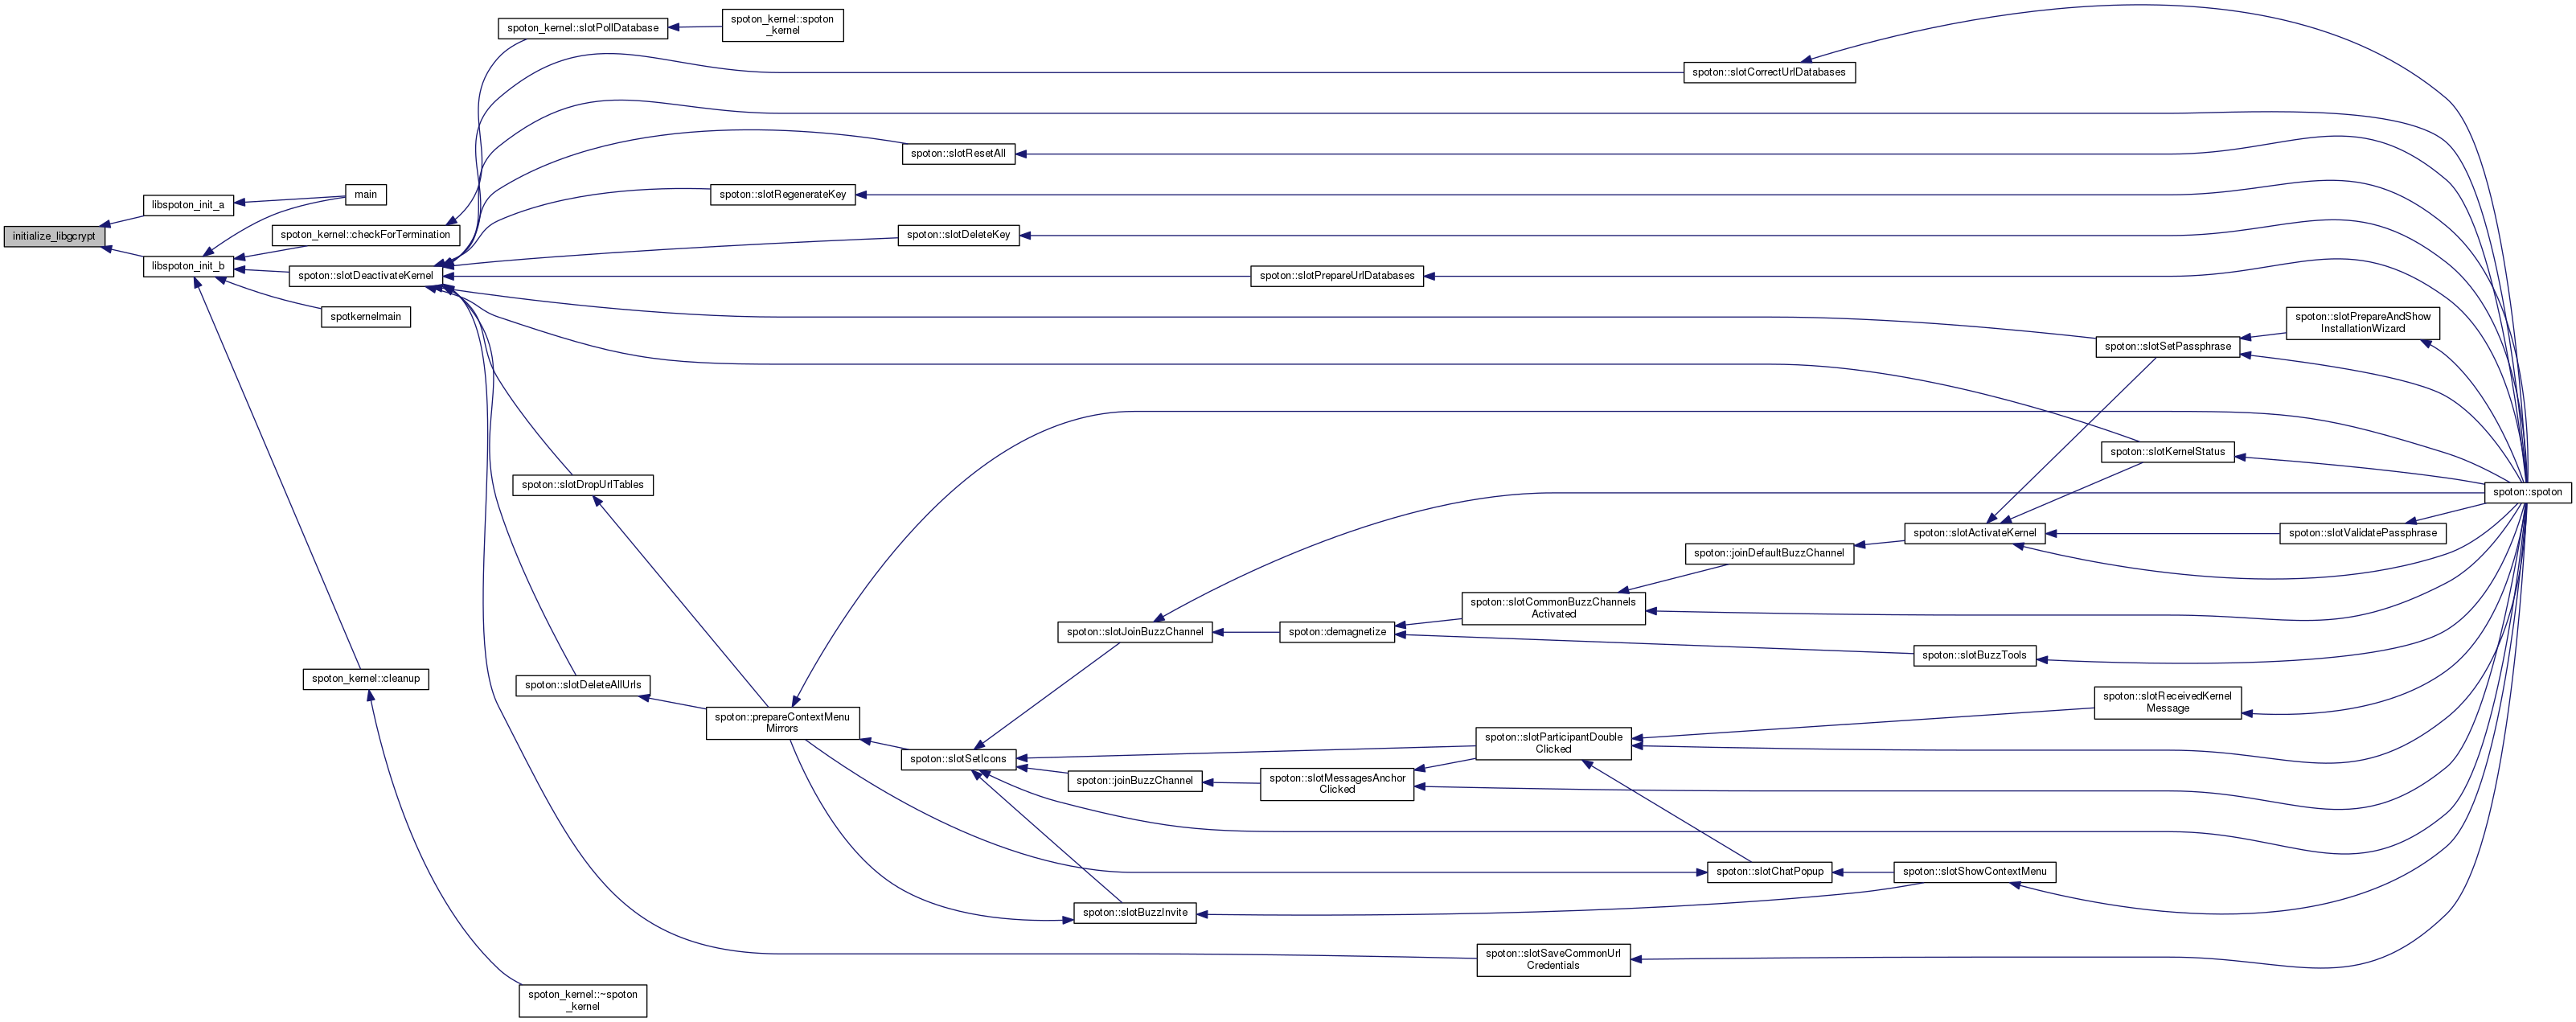 initialize_libgcrypt
libspoton_init_a
libspoton_init_b
main
spoton_kernel::checkForTermination
spoton::slotDeactivateKernel
spotkernelmain
spoton_kernel::cleanup
spoton_kernel::slotPollDatabase
spoton_kernel::spoton
_kernel
spoton::slotCorrectUrlDatabases
spoton::slotResetAll
spoton::slotRegenerateKey
spoton::slotDeleteKey
spoton::slotPrepareUrlDatabases
spoton::slotPrepareAndShow
InstallationWizard
spoton::slotSetPassphrase
spoton::slotKernelStatus
spoton::slotDropUrlTables
spoton::spoton
spoton::slotActivateKernel
spoton::slotValidatePassphrase
spoton::joinDefaultBuzzChannel
spoton::slotCommonBuzzChannels
Activated
spoton::slotJoinBuzzChannel
spoton::demagnetize
spoton::slotBuzzTools
spoton::slotDeleteAllUrls
spoton::prepareContextMenu
Mirrors
spoton::slotReceivedKernel
Message
spoton::slotSetIcons
spoton::slotParticipantDouble
Clicked
spoton::joinBuzzChannel
spoton::slotMessagesAnchor
Clicked
spoton::slotChatPopup
spoton::slotShowContextMenu
spoton::slotBuzzInvite
spoton::slotSaveCommonUrl
Credentials
spoton_kernel::~spoton
_kernel